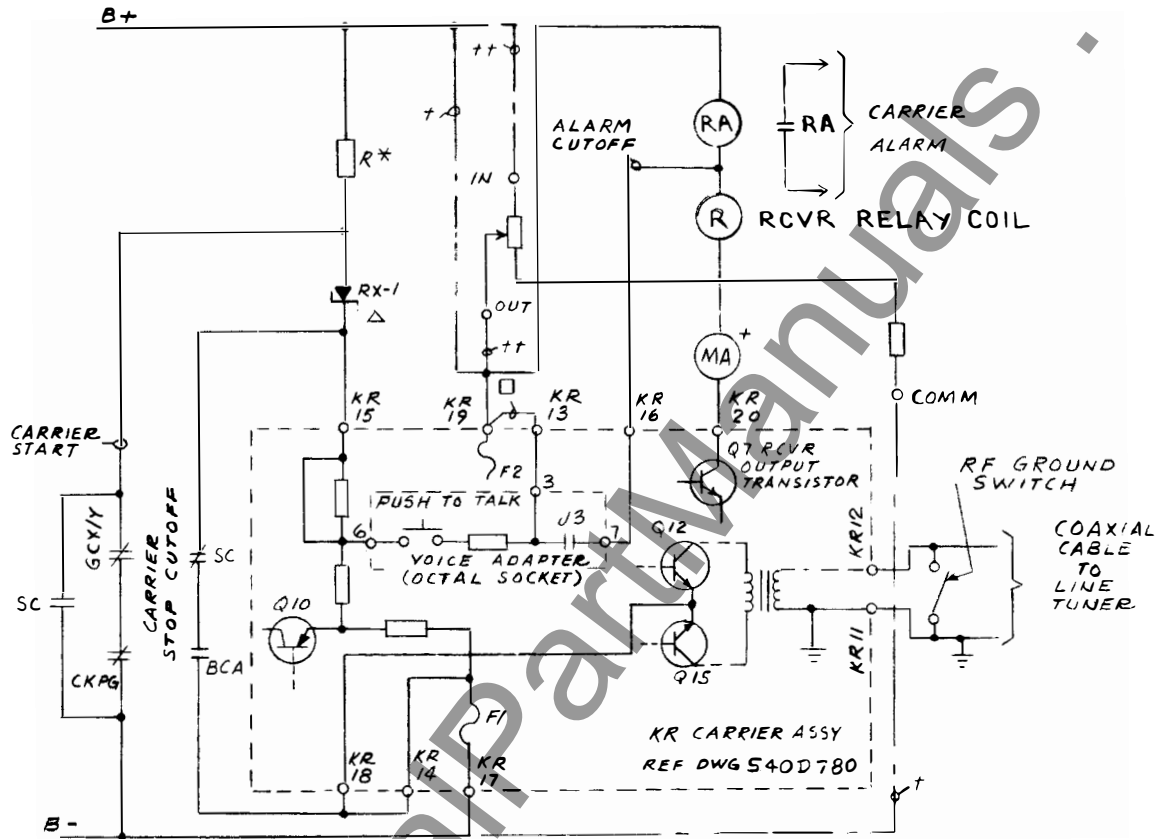 B+
++
+
R*
ALARM
CUTOFF
RA
RA
CARRIER
ALARM
IN
R
RCVR RELAY COIL
RX-1
△
OUT
++
MA
+
KR
15
KR
19
□
KR
13
KR
16
KR
20
COMM
CARRIER
START
F2
Q7 RCVR
OUTPUT
TRANSISTOR
RF GROUND
SWITCH
3
PUSH TO TALK
J3
6
7
Q12
KR12
COAXIAL
CABLE
TO
LINE
TUNER
GCX/Y
CARRIER
STOP CUTOFF
SC
VOICE ADAPTER
(OCTAL SOCKET)
SC
Q10
KR11
Q15
CKPG
BCA
F1
KR CARRIER ASSY
REF DWG 540D780
KR
18
KR
14
KR
17
+
B-
alPartManuals .